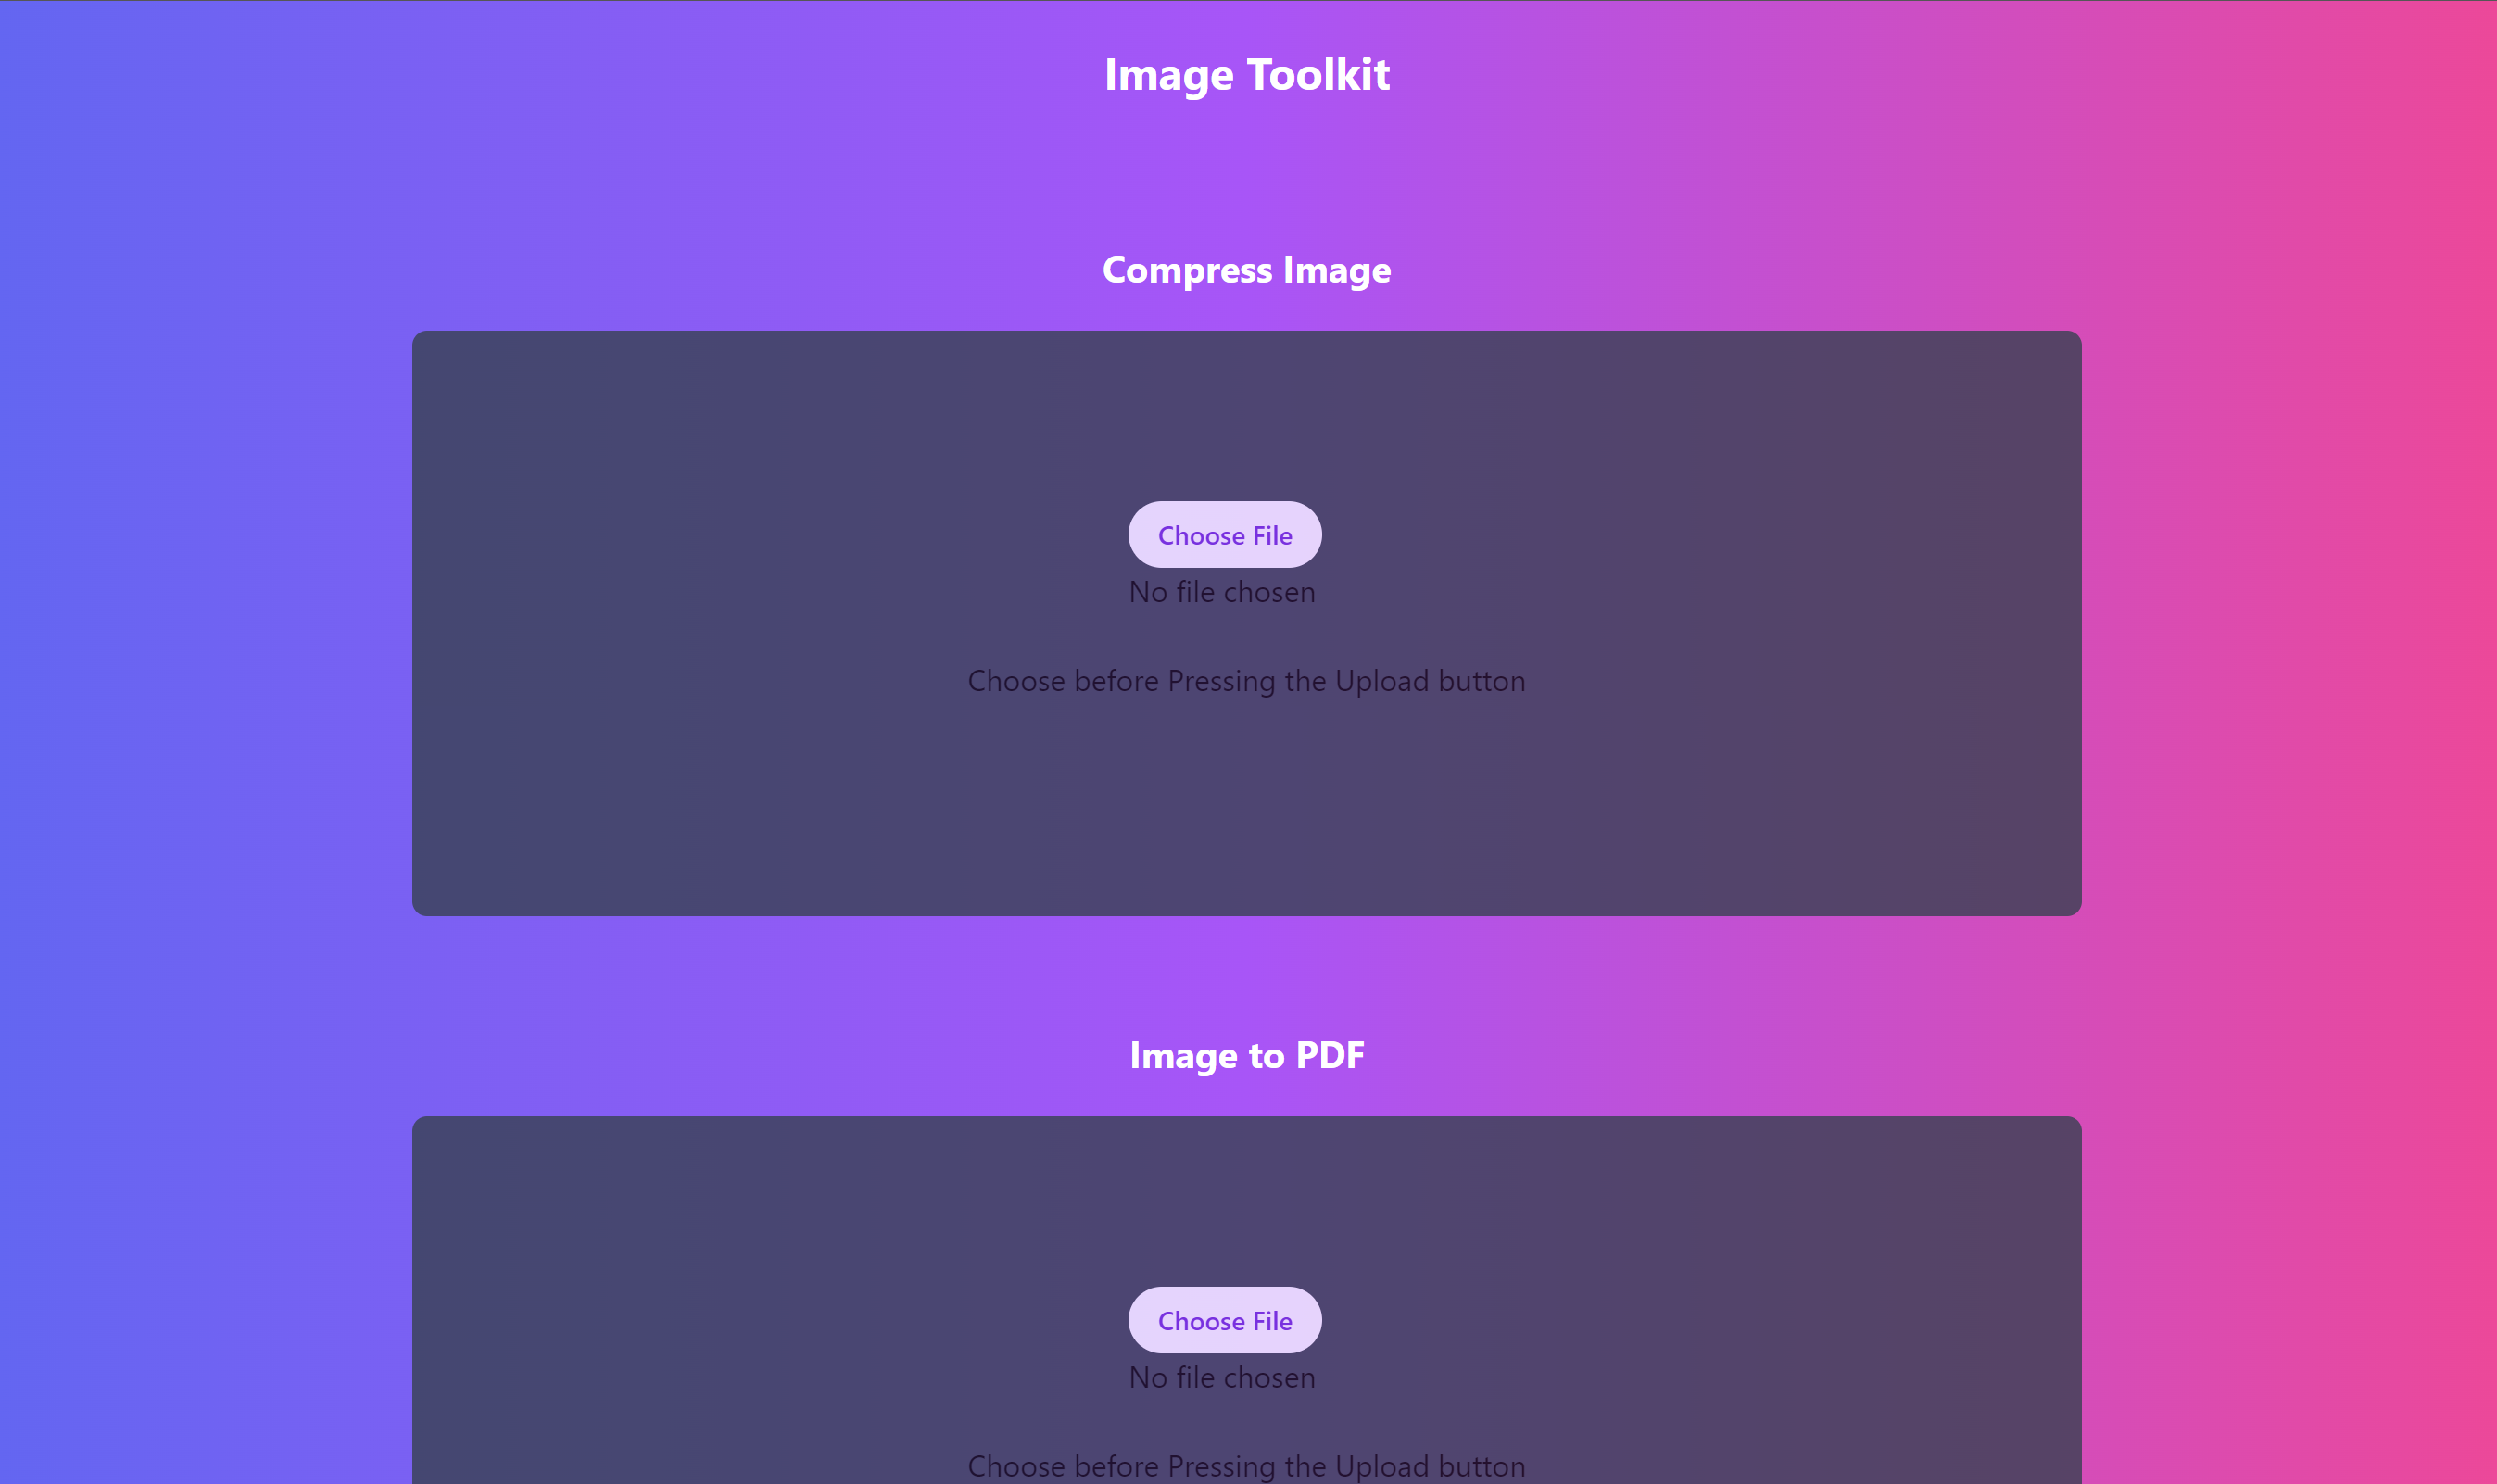 Image Toolkit
Compress Image
Choose File
No file chosen
Choose before Pressing the Upload button
Image to PDF
Choose File
No file chosen
Choose before Pressing the Upload button